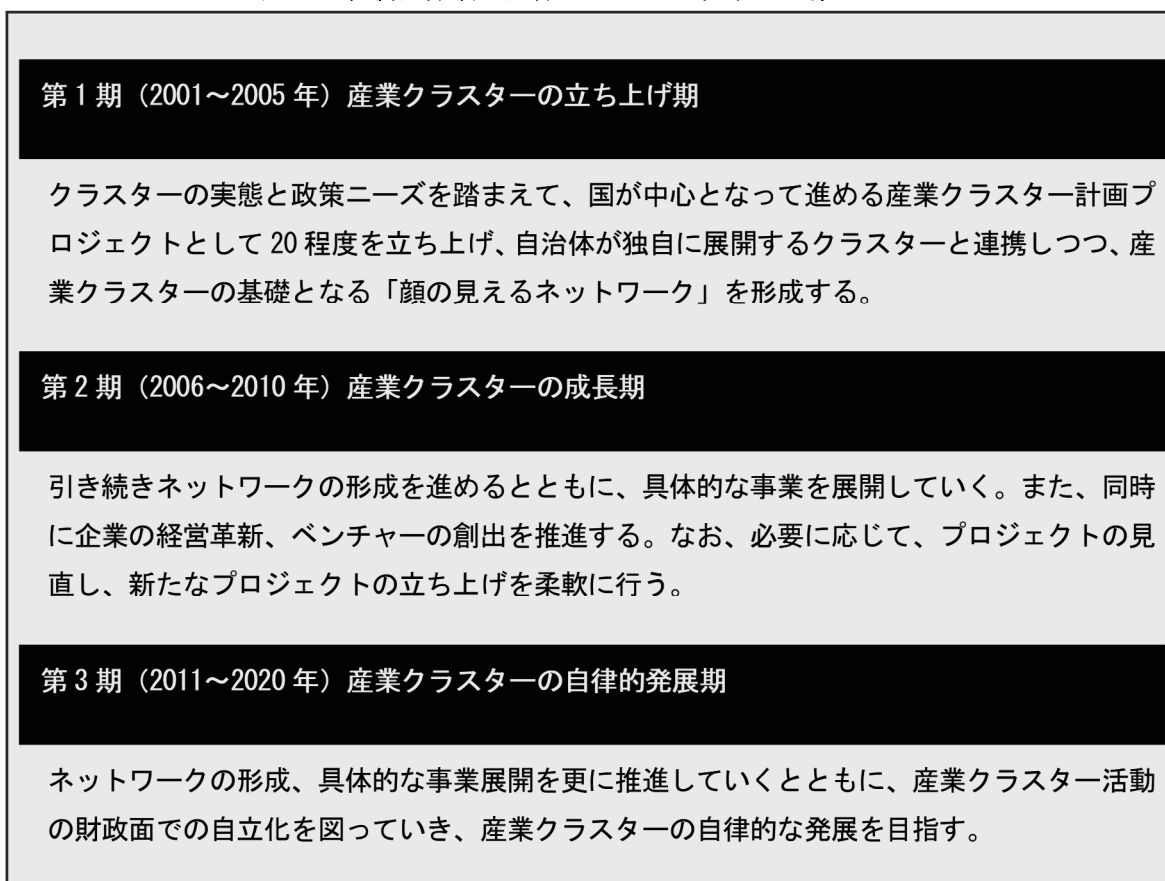 第1期（2001～2005年）産業クラスターの立ち上げ期
クラスターの実態と政策ニーズを踏まえて、国が中心となって進める産業クラスター計画プ
ロジェクトとして20程度を立ち上げ、自治体が独自に展開するクラスターと連携しつつ、産
業クラスターの基礎となる「顔の見えるネットワーク」を形成する。
第2期（2006～2010年）産業クラスターの成長期
引き続きネットワークの形成を進めるとともに、具体的な事業を展開していく。また、同時
に企業の経営革新、ベンチャーの創出を推進する。なお、必要に応じて、プロジェクトの見
直し、新たなプロジェクトの立ち上げを柔軟に行う。
第3期（2011～2020年）産業クラスターの自律的発展期
ネットワークの形成、具体的な事業展開を更に推進していくとともに、産業クラスター活動
の財政面での自立化を図っていき、産業クラスターの自律的な発展を目指す。